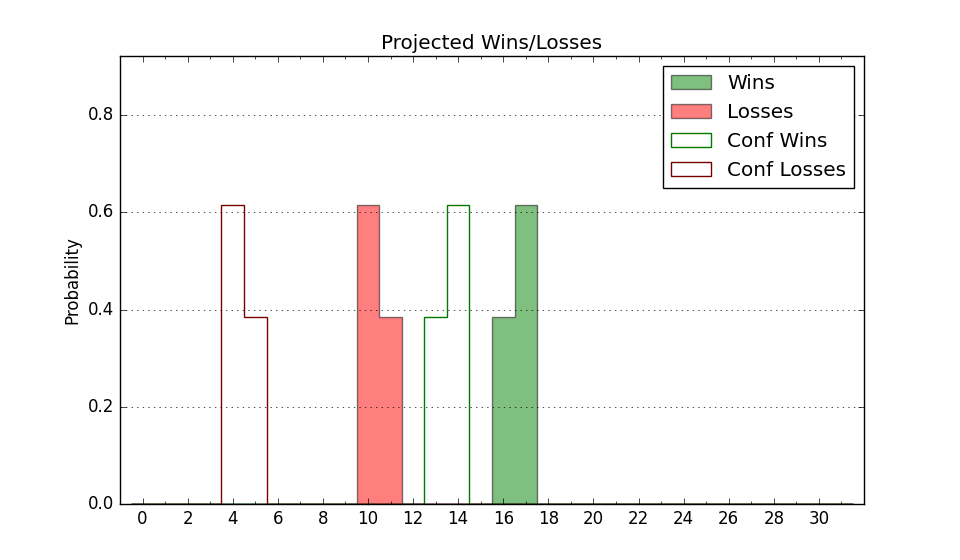 Projected Wins/Losses
Wins
Losses
Conf Wins
Conf Losses
Probability
0.8
0.6
0.4
0.2
0.0
0 2 4 6 8 10 12 14 16 18 20 22 24 26 28 30